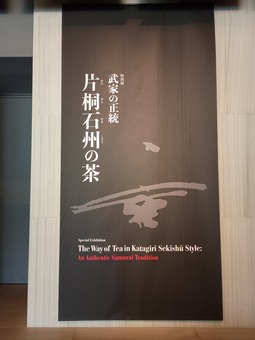 特別展
武家の正統
片桐石州の茶
Special Exhibition
The Way of Tea in Katagiri Sekishū Style:
An Authentic Samurai Tradition